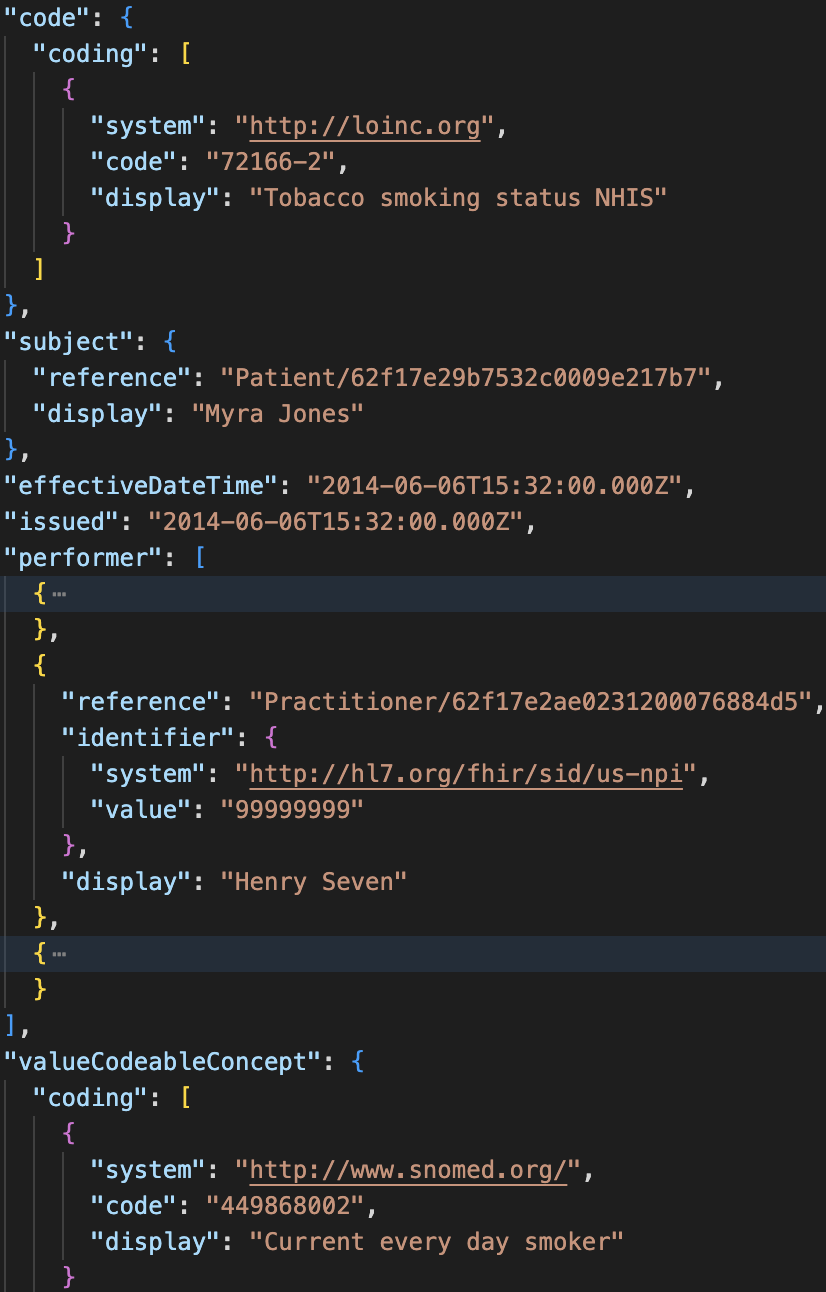 "code": {
"coding": [
{
"system": "http://loinc.org",
"code": "72166-2",
"display": "Tobacco smoking status NHIS"
}
]
},
"subject": {
"reference": "Patient/62f17e29b7532c0009e217b7",
"display": "Myra Jones"
},
"effectiveDateTime": "2014-06-06T15:32:00.000Z",
"issued": "2014-06-06T15:32:00.000Z",
"performer": [
{ ⋯
},
{
"reference": "Practitioner/62f17e2ae0231200076884d5",
"identifier": {
"system": "http://hl7.org/fhir/sid/us-npi",
"value": "99999999"
},
"display": "Henry Seven"
},
{ ⋯
}
],
"valueCodeableConcept": {
"coding": [
{
"system": "http://www.snomed.org/",
"code": "449868002",
"display": "Current every day smoker"
}